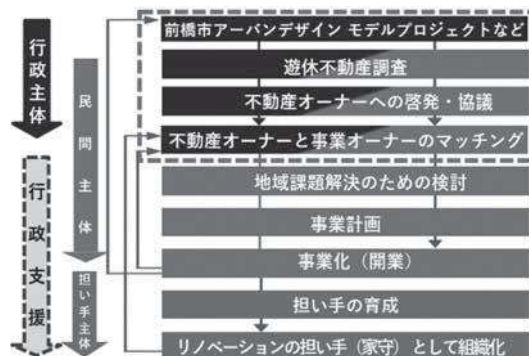 行政主体
行政支援
民間主体
担い手主体
前橋市アーバンデザイン モデルプロジェクトなど
遊休不動産調査
不動産オーナーへの啓発・協議
不動産オーナーと事業オーナーのマッチング
地域課題解決のための検討
事業計画
事業化（開業）
担い手の育成
リノベーションの担い手（家守）として組織化